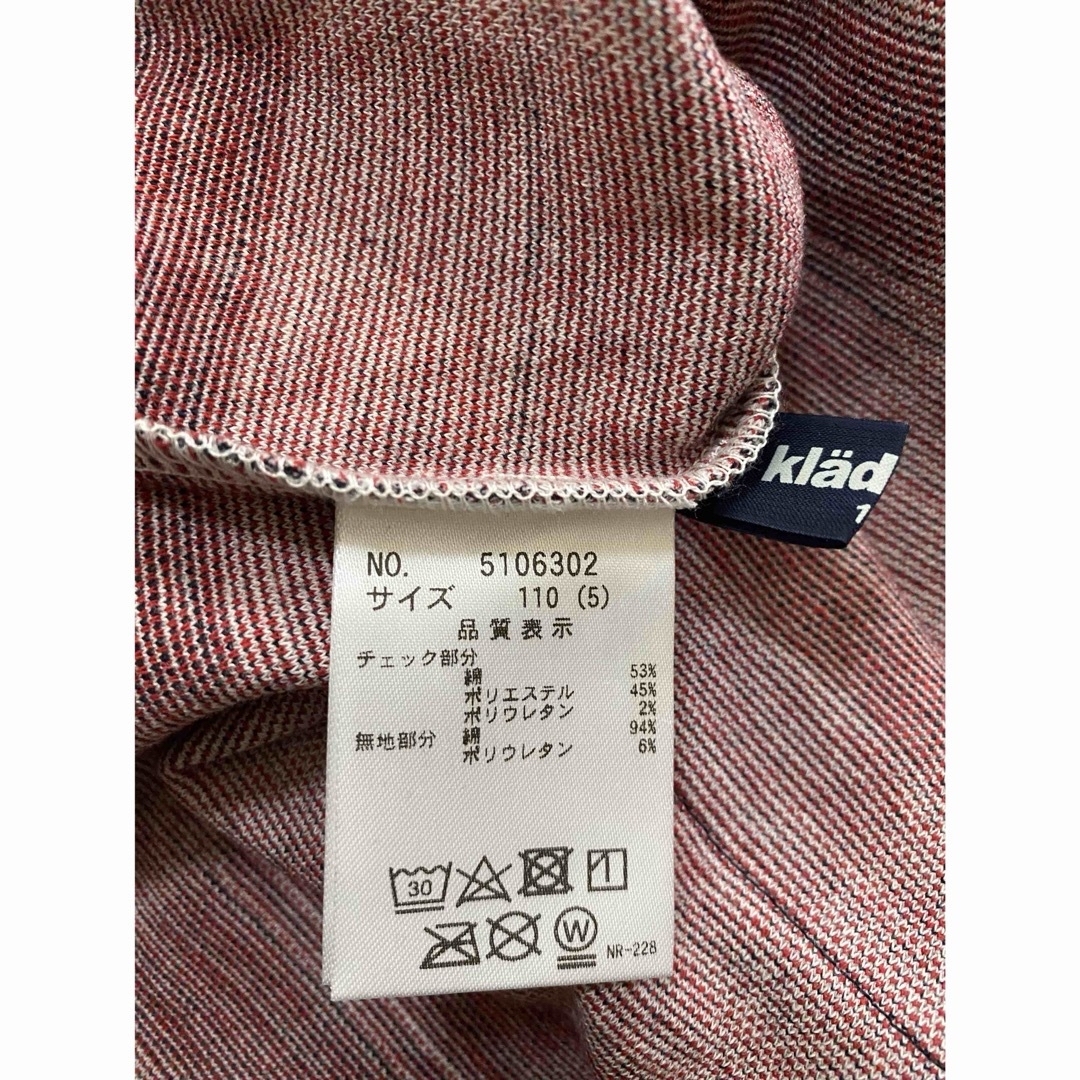 kläd
1
NO. 5106302
サイズ 110 (5)
品質表示
チェック部分
綿 53%
ポリエステル 45%
ポリウレタン 2%
無地部分 綿 94%
ポリウレタン 6%
30
W
NR-228